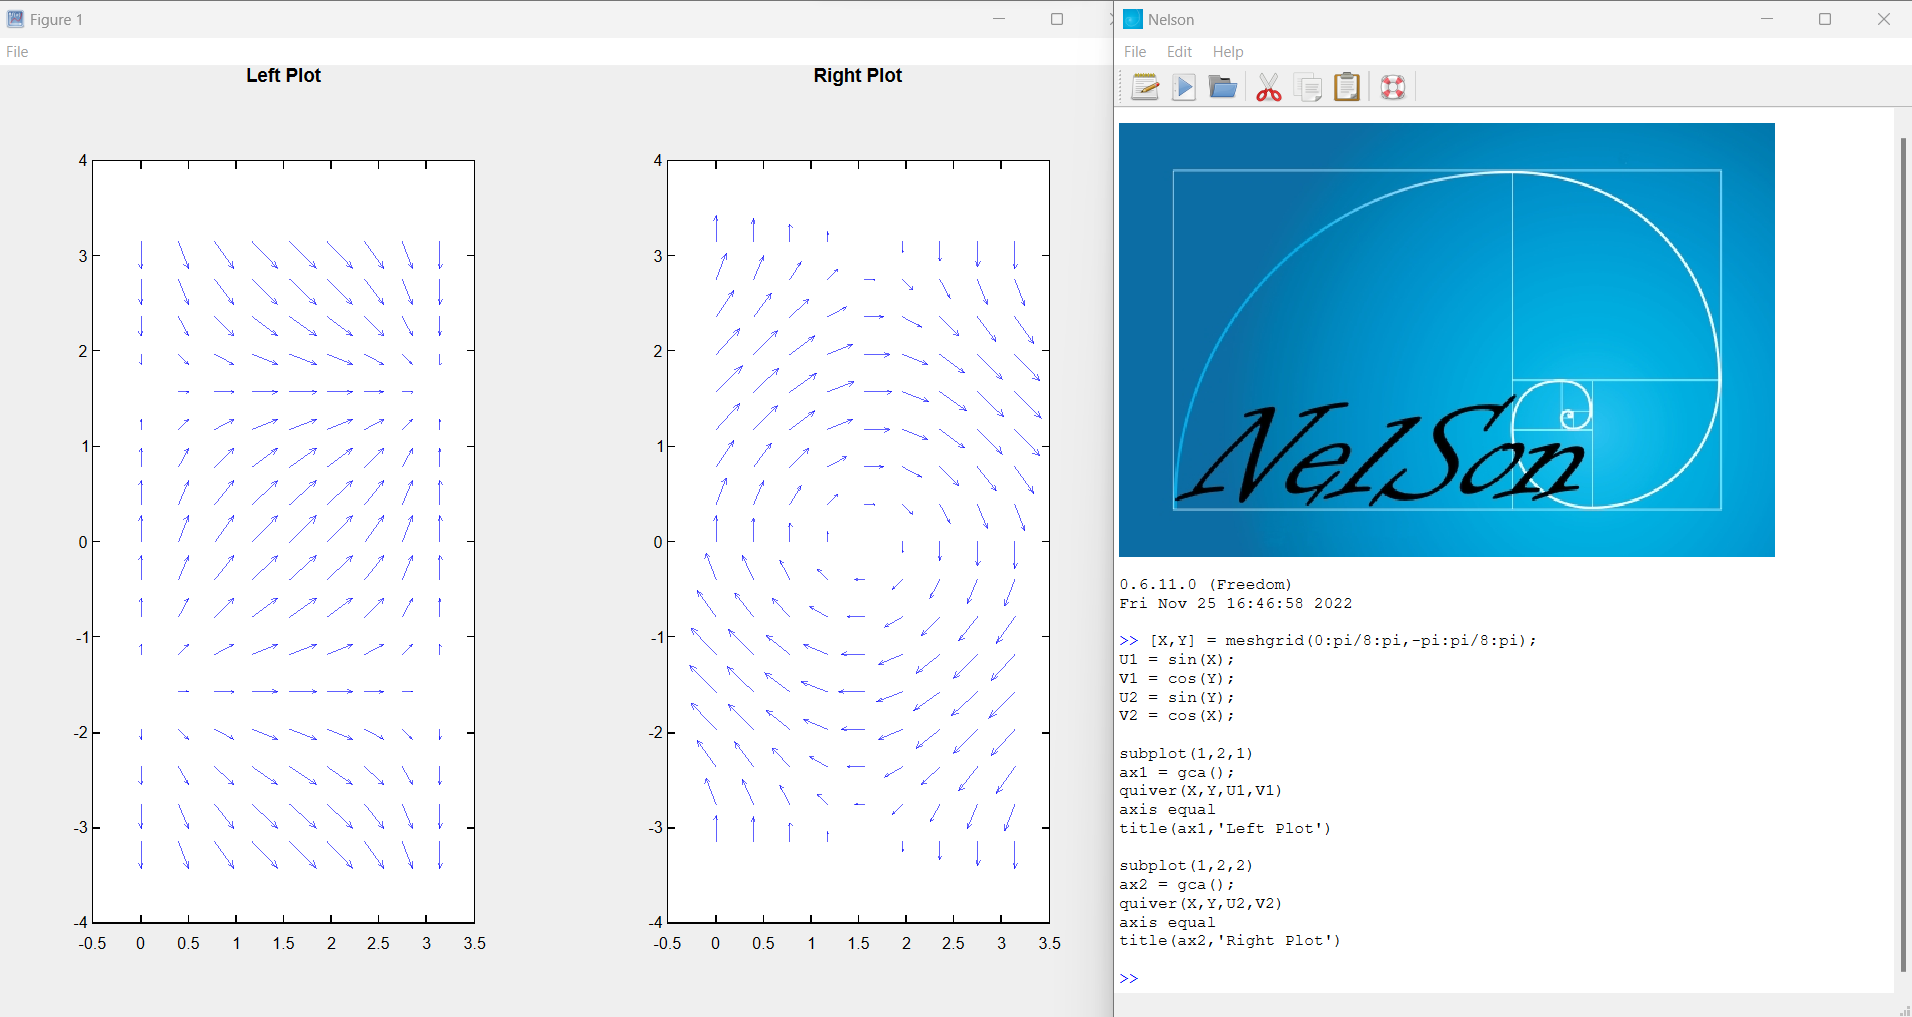 Figure 1
File
Left Plot
4
3
2
1
0
-1
-2
-3
-4
-0.5 0 0.5 1 1.5 2 2.5 3 3.5
Right Plot
4
3
2
1
0
-1
-2
-3
-4
-0.5 0 0.5 1 1.5 2 2.5 3 3.5
Nelson
File Edit Help
NelSon
0.6.11.0 (Freedom)
Fri Nov 25 16:46:58 2022
>> [X,Y] = meshgrid(0:pi/8:pi,-pi:pi/8:pi);
U1 = sin(X);
V1 = cos(Y);
U2 = sin(Y);
V2 = cos(X);
subplot(1,2,1)
ax1 = gca();
quiver(X,Y,U1,V1)
axis equal
title(ax1,'Left Plot')
subplot(1,2,2)
ax2 = gca();
quiver(X,Y,U2,V2)
axis equal
title(ax2,'Right Plot')
>>